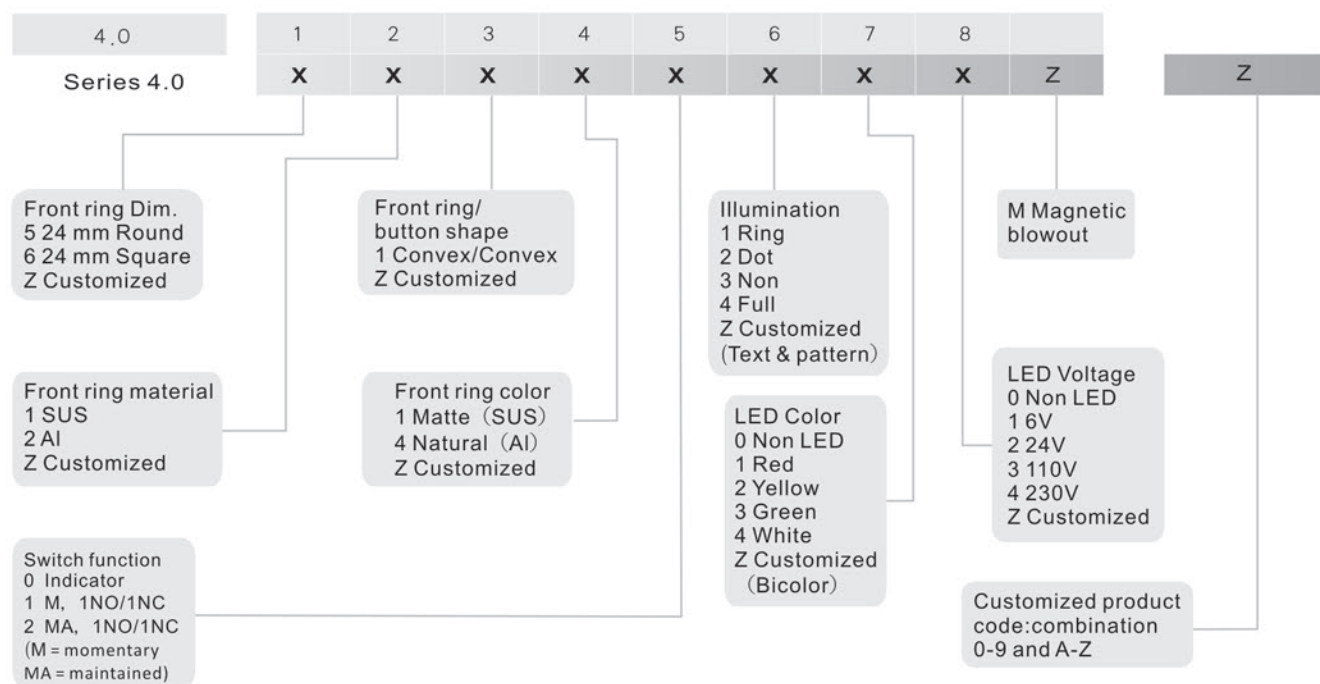 4.0 1 2 3 4 5 6 7 8
Series 4.0 X X X X X X X X Z Z
Front ring Dim.
5 24 mm Round
6 24 mm Square
Z Customized
Front ring/
button shape
1 Convex/Convex
Z Customized
Illumination
1 Ring
2 Dot
3 Non
4 Full
Z Customized
(Text & pattern)
M Magnetic
blowout
Front ring material
1 SUS
2 Al
Z Customized
Front ring color
1 Matte (SUS)
4 Natural (Al)
Z Customized
LED Color
0 Non LED
1 Red
2 Yellow
3 Green
4 White
Z Customized
(Bicolor)
LED Voltage
0 Non LED
1 6V
2 24V
3 110V
4 230V
Z Customized
Switch function
0 Indicator
1 M, 1NO/1NC
2 MA, 1NO/1NC
(M = momentary
MA = maintained)
Customized product
code:combination
0-9 and A-Z